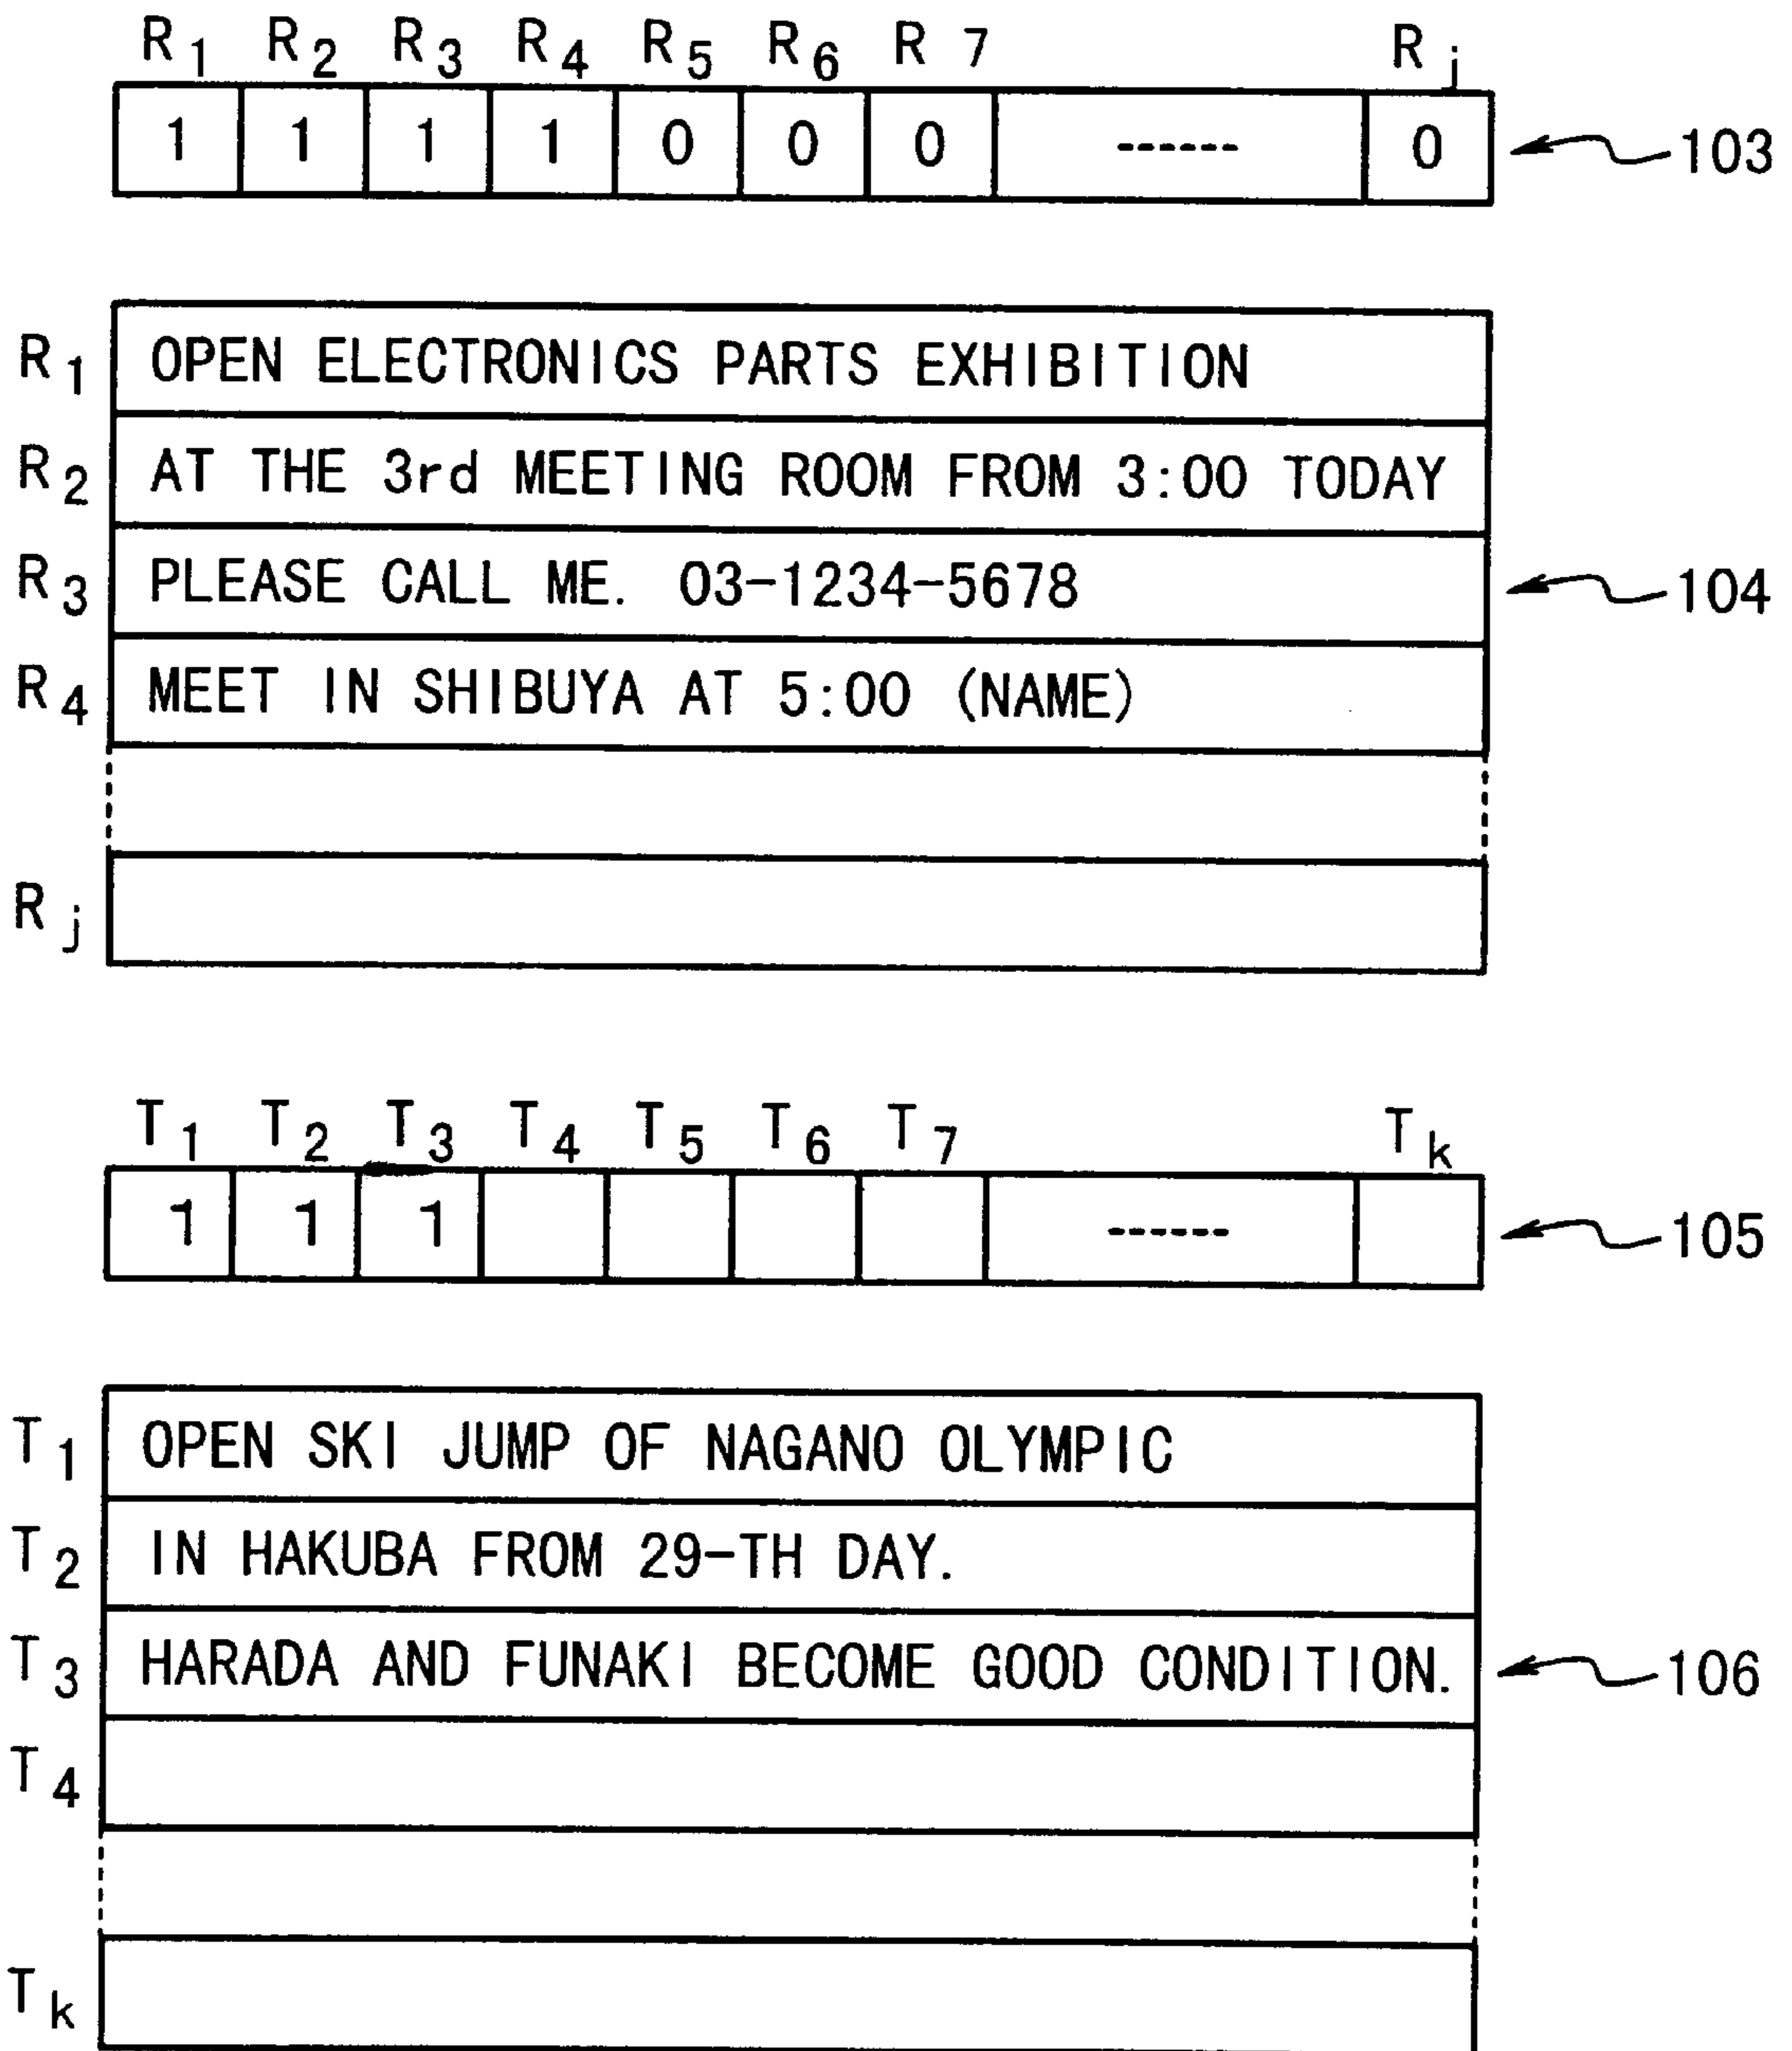 R1 R2 R3 R4 R5 R6 R7 Rj
1 1 1 1 0 0 0 ------ 0 103
R1 OPEN ELECTRONICS PARTS EXHIBITION
R2 AT THE 3rd MEETING ROOM FROM 3:00 TODAY
R3 PLEASE CALL ME. 03-1234-5678 104
R4 MEET IN SHIBUYA AT 5:00 (NAME)
Rj
T1 T2 T3 T4 T5 T6 T7 Tk
1 1 1 ------ 105
T1 OPEN SKI JUMP OF NAGANO OLYMPIC
T2 IN HAKUBA FROM 29-TH DAY.
T3 HARADA AND FUNAKI BECOME GOOD CONDITION. 106
T4
Tk